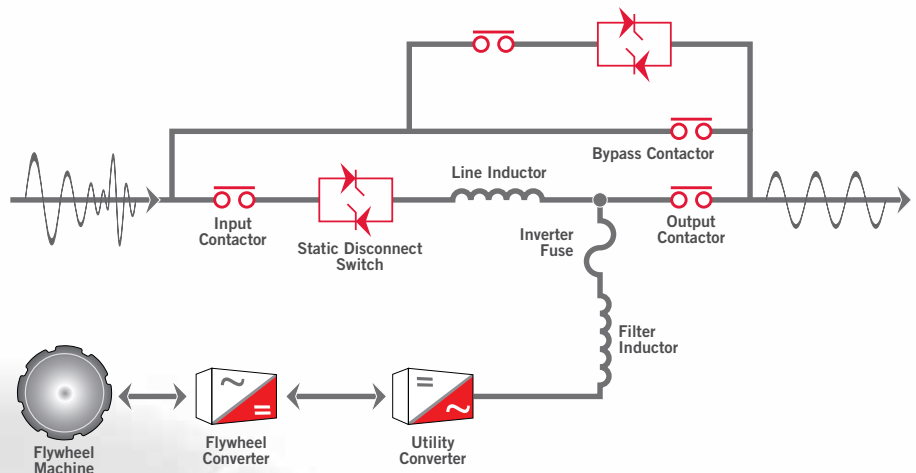 Bypass Contactor
Line Inductor
Input
Contactor
Static Disconnect
Switch
Inverter
Fuse
Output
Contactor
Filter
Inductor
Flywheel
Machine
Flywheel
Converter
Utility
Converter